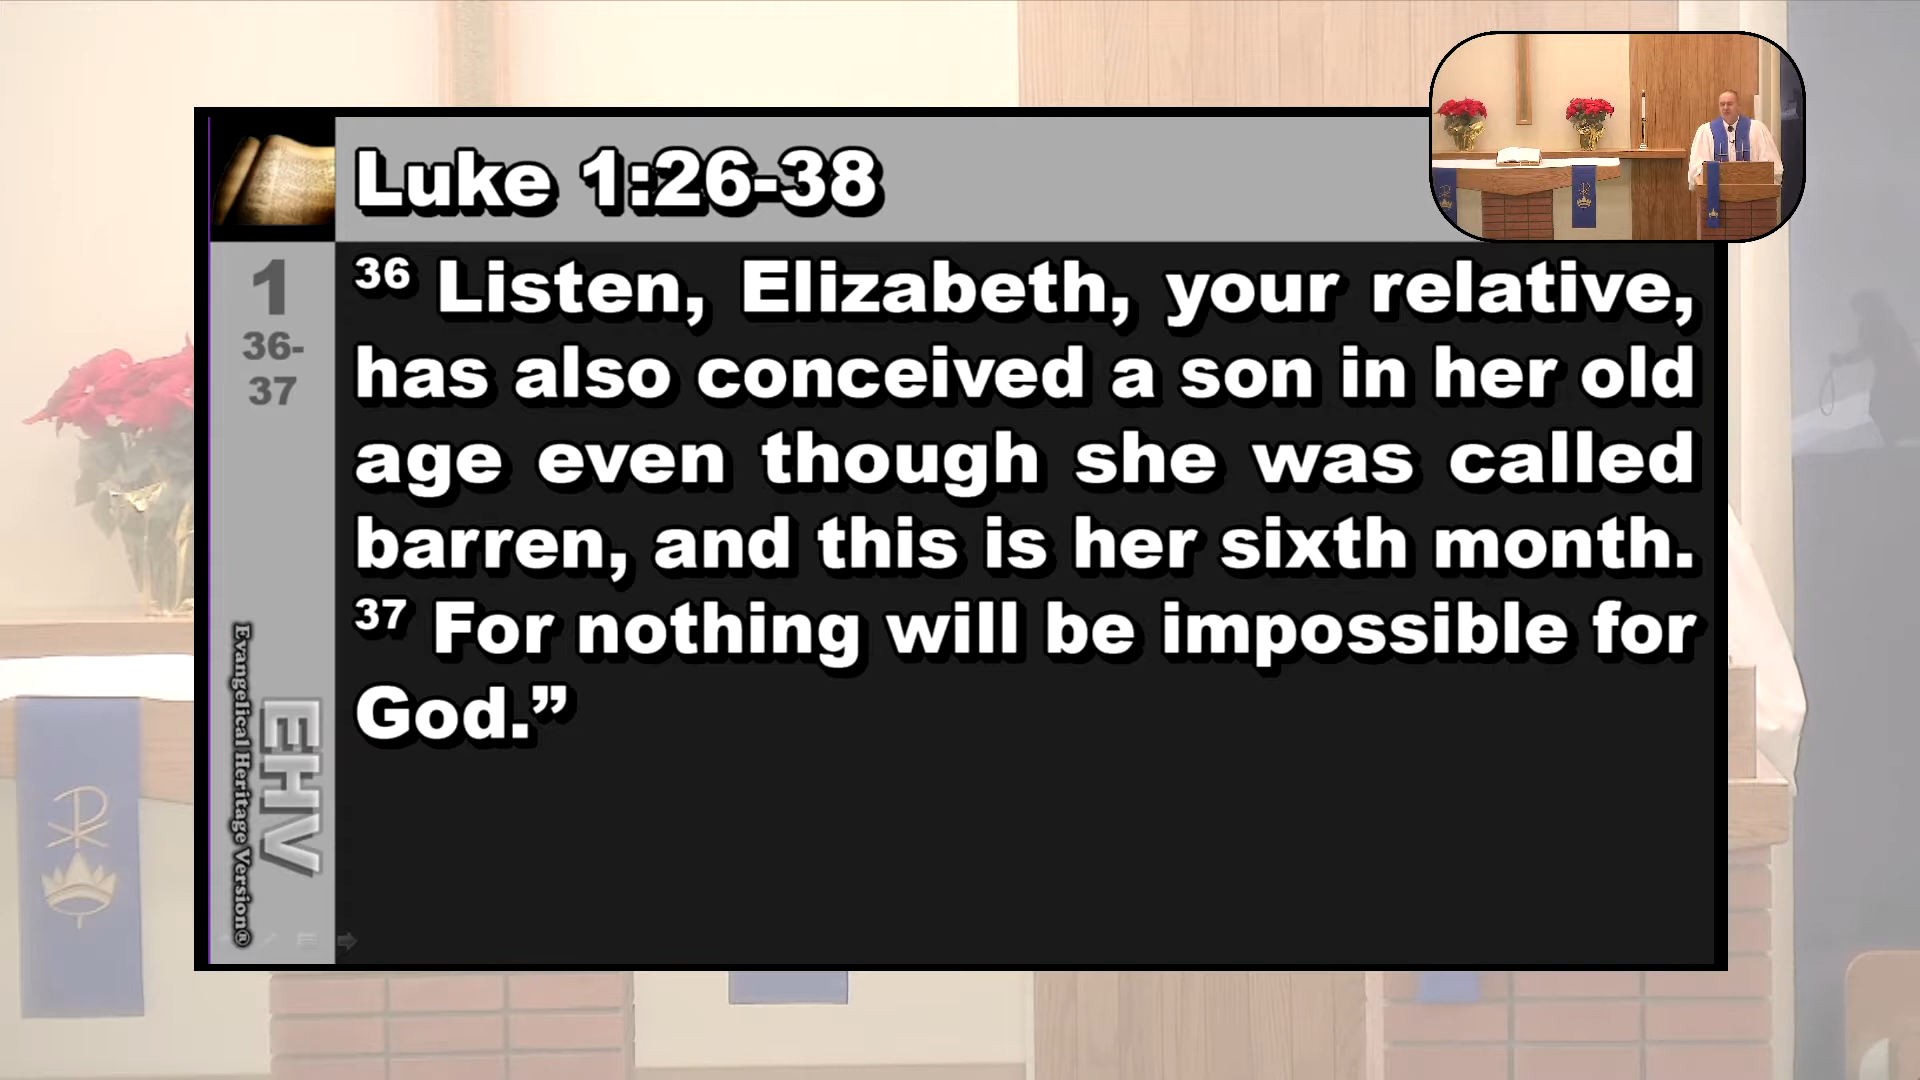 Luke 1:26-38
1
36-
37
36 Listen, Elizabeth, your relative,
has also conceived a son in her old
age even though she was called
barren, and this is her sixth month.
37 For nothing will be impossible for
God.”
EHV
Evangelical Heritage Version®